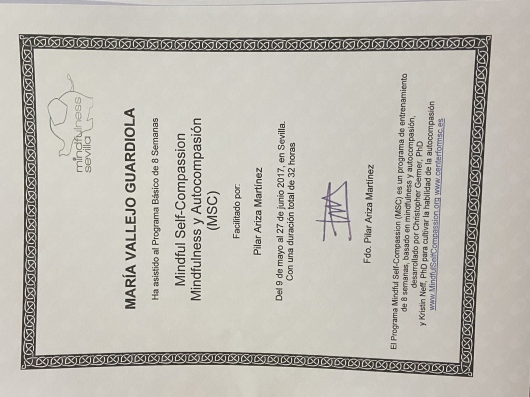 mindfulness
sevilla
MARÍA VALLEJO GUARDIOLA
Ha asistido al Programa Básico de 8 Semanas
Mindful Self-Compassion
Mindfulness y Autocompasión
(MSC)
Facilitado por:
Pilar Ariza Martínez
Del 9 de mayo al 27 de junio 2017, en Sevilla.
Con una duración total de 32 horas
Fdo. Pilar Ariza Martínez
El Programa Mindful Self-Compassion (MSC) es un programa de entrenamiento
de 8 semanas, basado en mindfulness y autocompasión,
desarrollado por Christopher Germer, PhD
y Kristin Neff, PhD para cultivar la habilidad de la autocompasión
www.MindfulSelfCompassion.org www.centerformsc.es